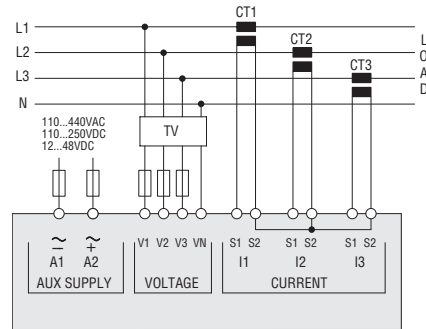 CT1
L1
CT2
L2
CT3
L3
N
L
O
A
D
110...440VAC
110...250VDC
12...48VDC
TV
V1 V2 V3 VN
S1 S2 S1 S2 S1 S2
A1 A2
I1 I2 I3
AUX SUPPLY VOLTAGE CURRENT